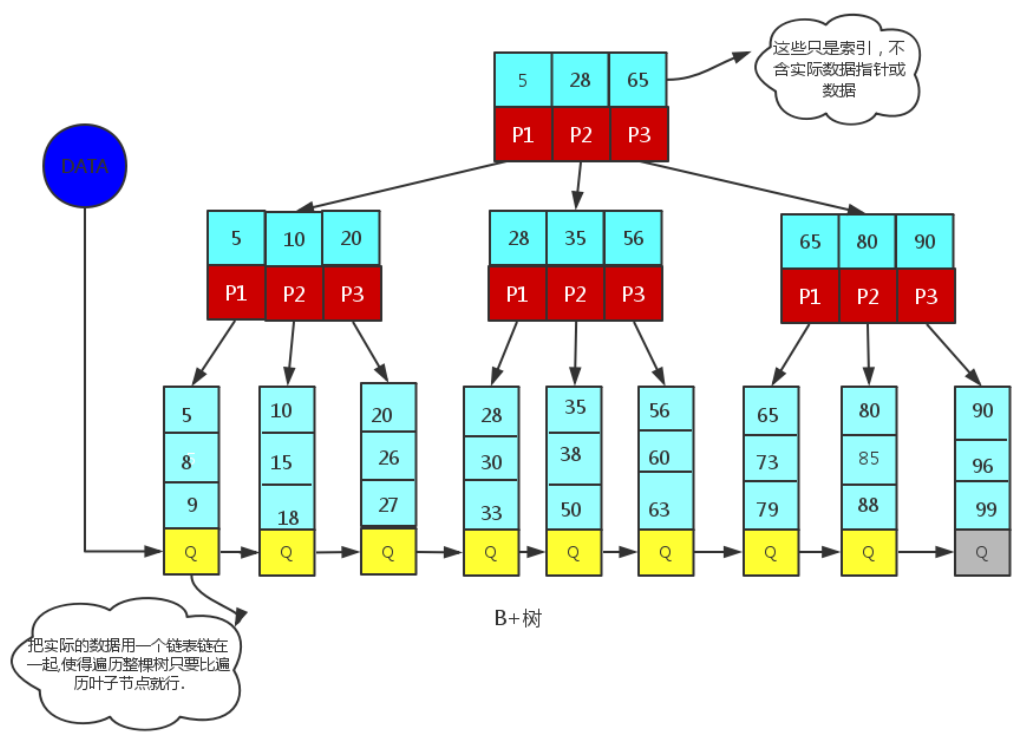 这些只是索引，不
含实际数据指针或
数据
5 28 65
P1 P2 P3
DATA
5 10 20
P1 P2 P3
28 35 56
P1 P2 P3
65 80 90
P1 P2 P3
5
8
9
Q
10
15
18
Q
20
26
27
Q
28
30
33
Q
35
38
50
Q
56
60
63
Q
65
73
79
Q
80
85
88
Q
90
96
99
Q
B+树
把实际的数据用一个链表链在
一起,使得遍历整棵树只要比遍
历叶子节点就行.